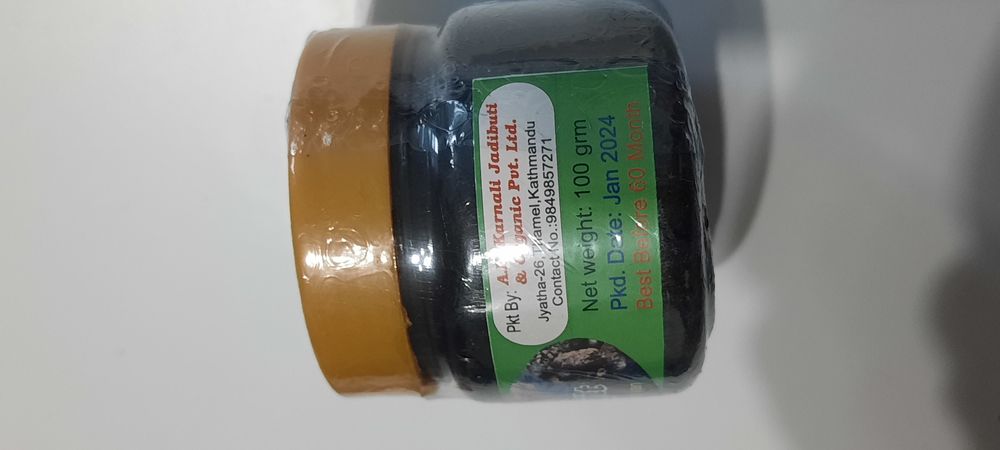 Pkt By: Karnali Jadibuti
& Organic Pvt. Ltd.
Jyatha-26,Thamel,Kathmandu
Contact No.:9849857271
Net weight: 100 grm
Pkd. Date: Jan 2024
Best Before 60 Month